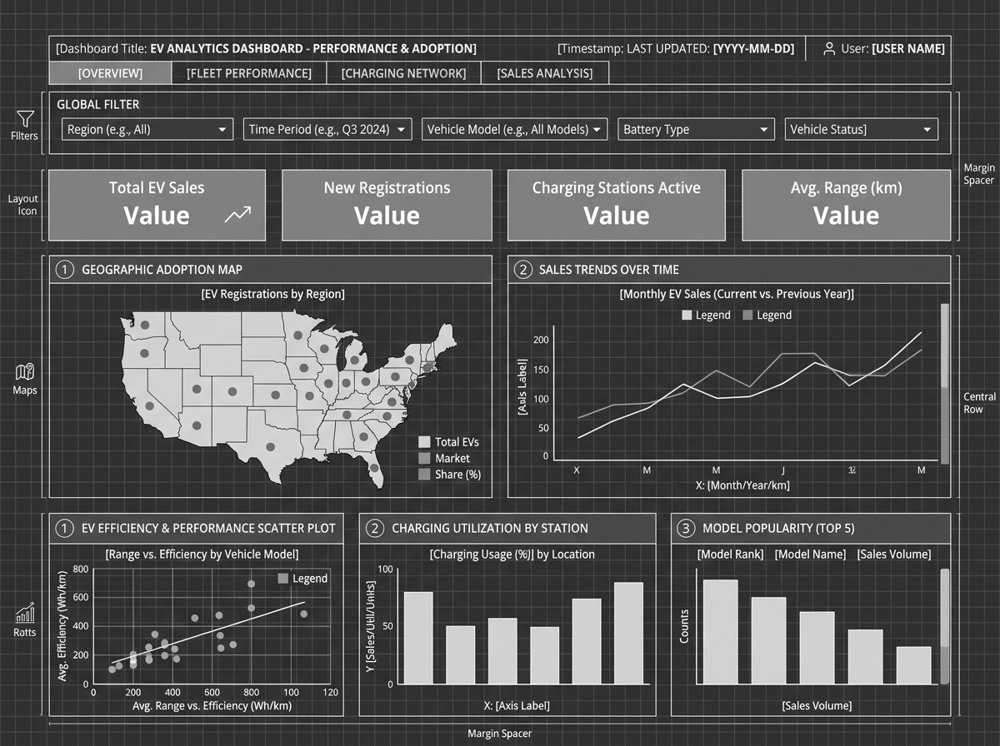 [Dashboard Title: EV ANALYTICS DASHBOARD - PERFORMANCE & ADOPTION]
[Timestamp: LAST UPDATED: [YYYY-MM-DD]
User: [USER NAME]
[OVERVIEW]
[FLEET PERFORMANCE]
[CHARGING NETWORK]
[SALES ANALYSIS]
GLOBAL FILTER
Fliters
Region (e.g., All)
Time Period (e.g., Q3 2024)
Vehicle Model (e.g., All Models)
Battery Type
Vehicle Status]
Margin
Spacer
Layout
Icon
Total EV Sales
Value
New Registrations
Value
Charging Stations Active
Value
Avg. Range (km)
Value
1 GEOGRAPHIC ADOPTION MAP
[EV Registrations by Region]
Maps
Total EVs
Market
Share (%)
2 SALES TRENDS OVER TIME
[Monthly EV Sales (Current vs. Previous Year)]
Legend
Legend
200
150
100
50
0
X M M J 12 M
X: [Month/Year/km]
Central
Row
1 EV EFFICIENCY & PERFORMANCE SCATTER PLOT
[Range vs. Efficiency by Vehicle Model]
Legend
Avg. Efficiency (Wh/km)
800
600
400
200
0
0 200 400 600 800 100 120
Avg. Range vs. Efficiency (Wh/km)
Ratts
2 CHARGING UTILIZATION BY STATION
[Charging Usage (%)] by Location
100
50
0
X: [Axis Label]
3 MODEL POPULARITY (TOP 5)
[Model Rank] [Model Name] [Sales Volume]
Counts
[Sales Volume]
Margin Spacer